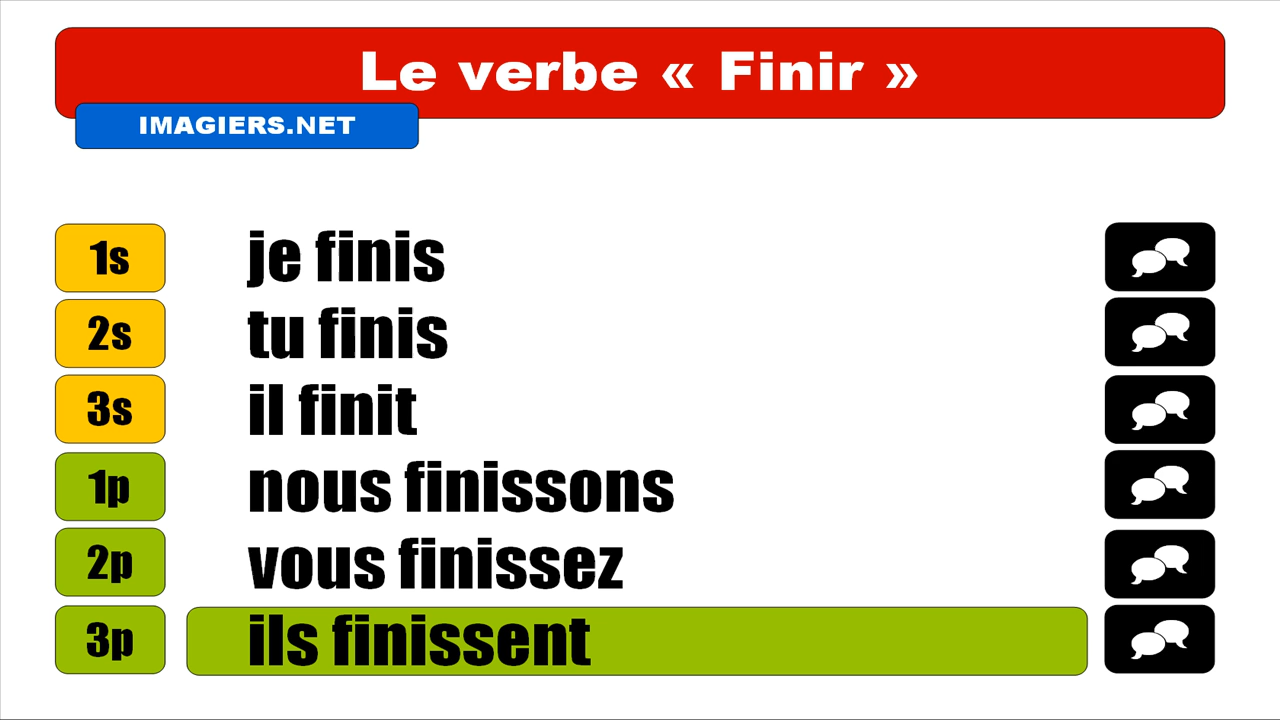 Le verbe « Finir »
IMAGIERS.NET
1s je finis
2s tu finis
3s il finit
1p nous finissons
2p vous finissez
3p ils finissent